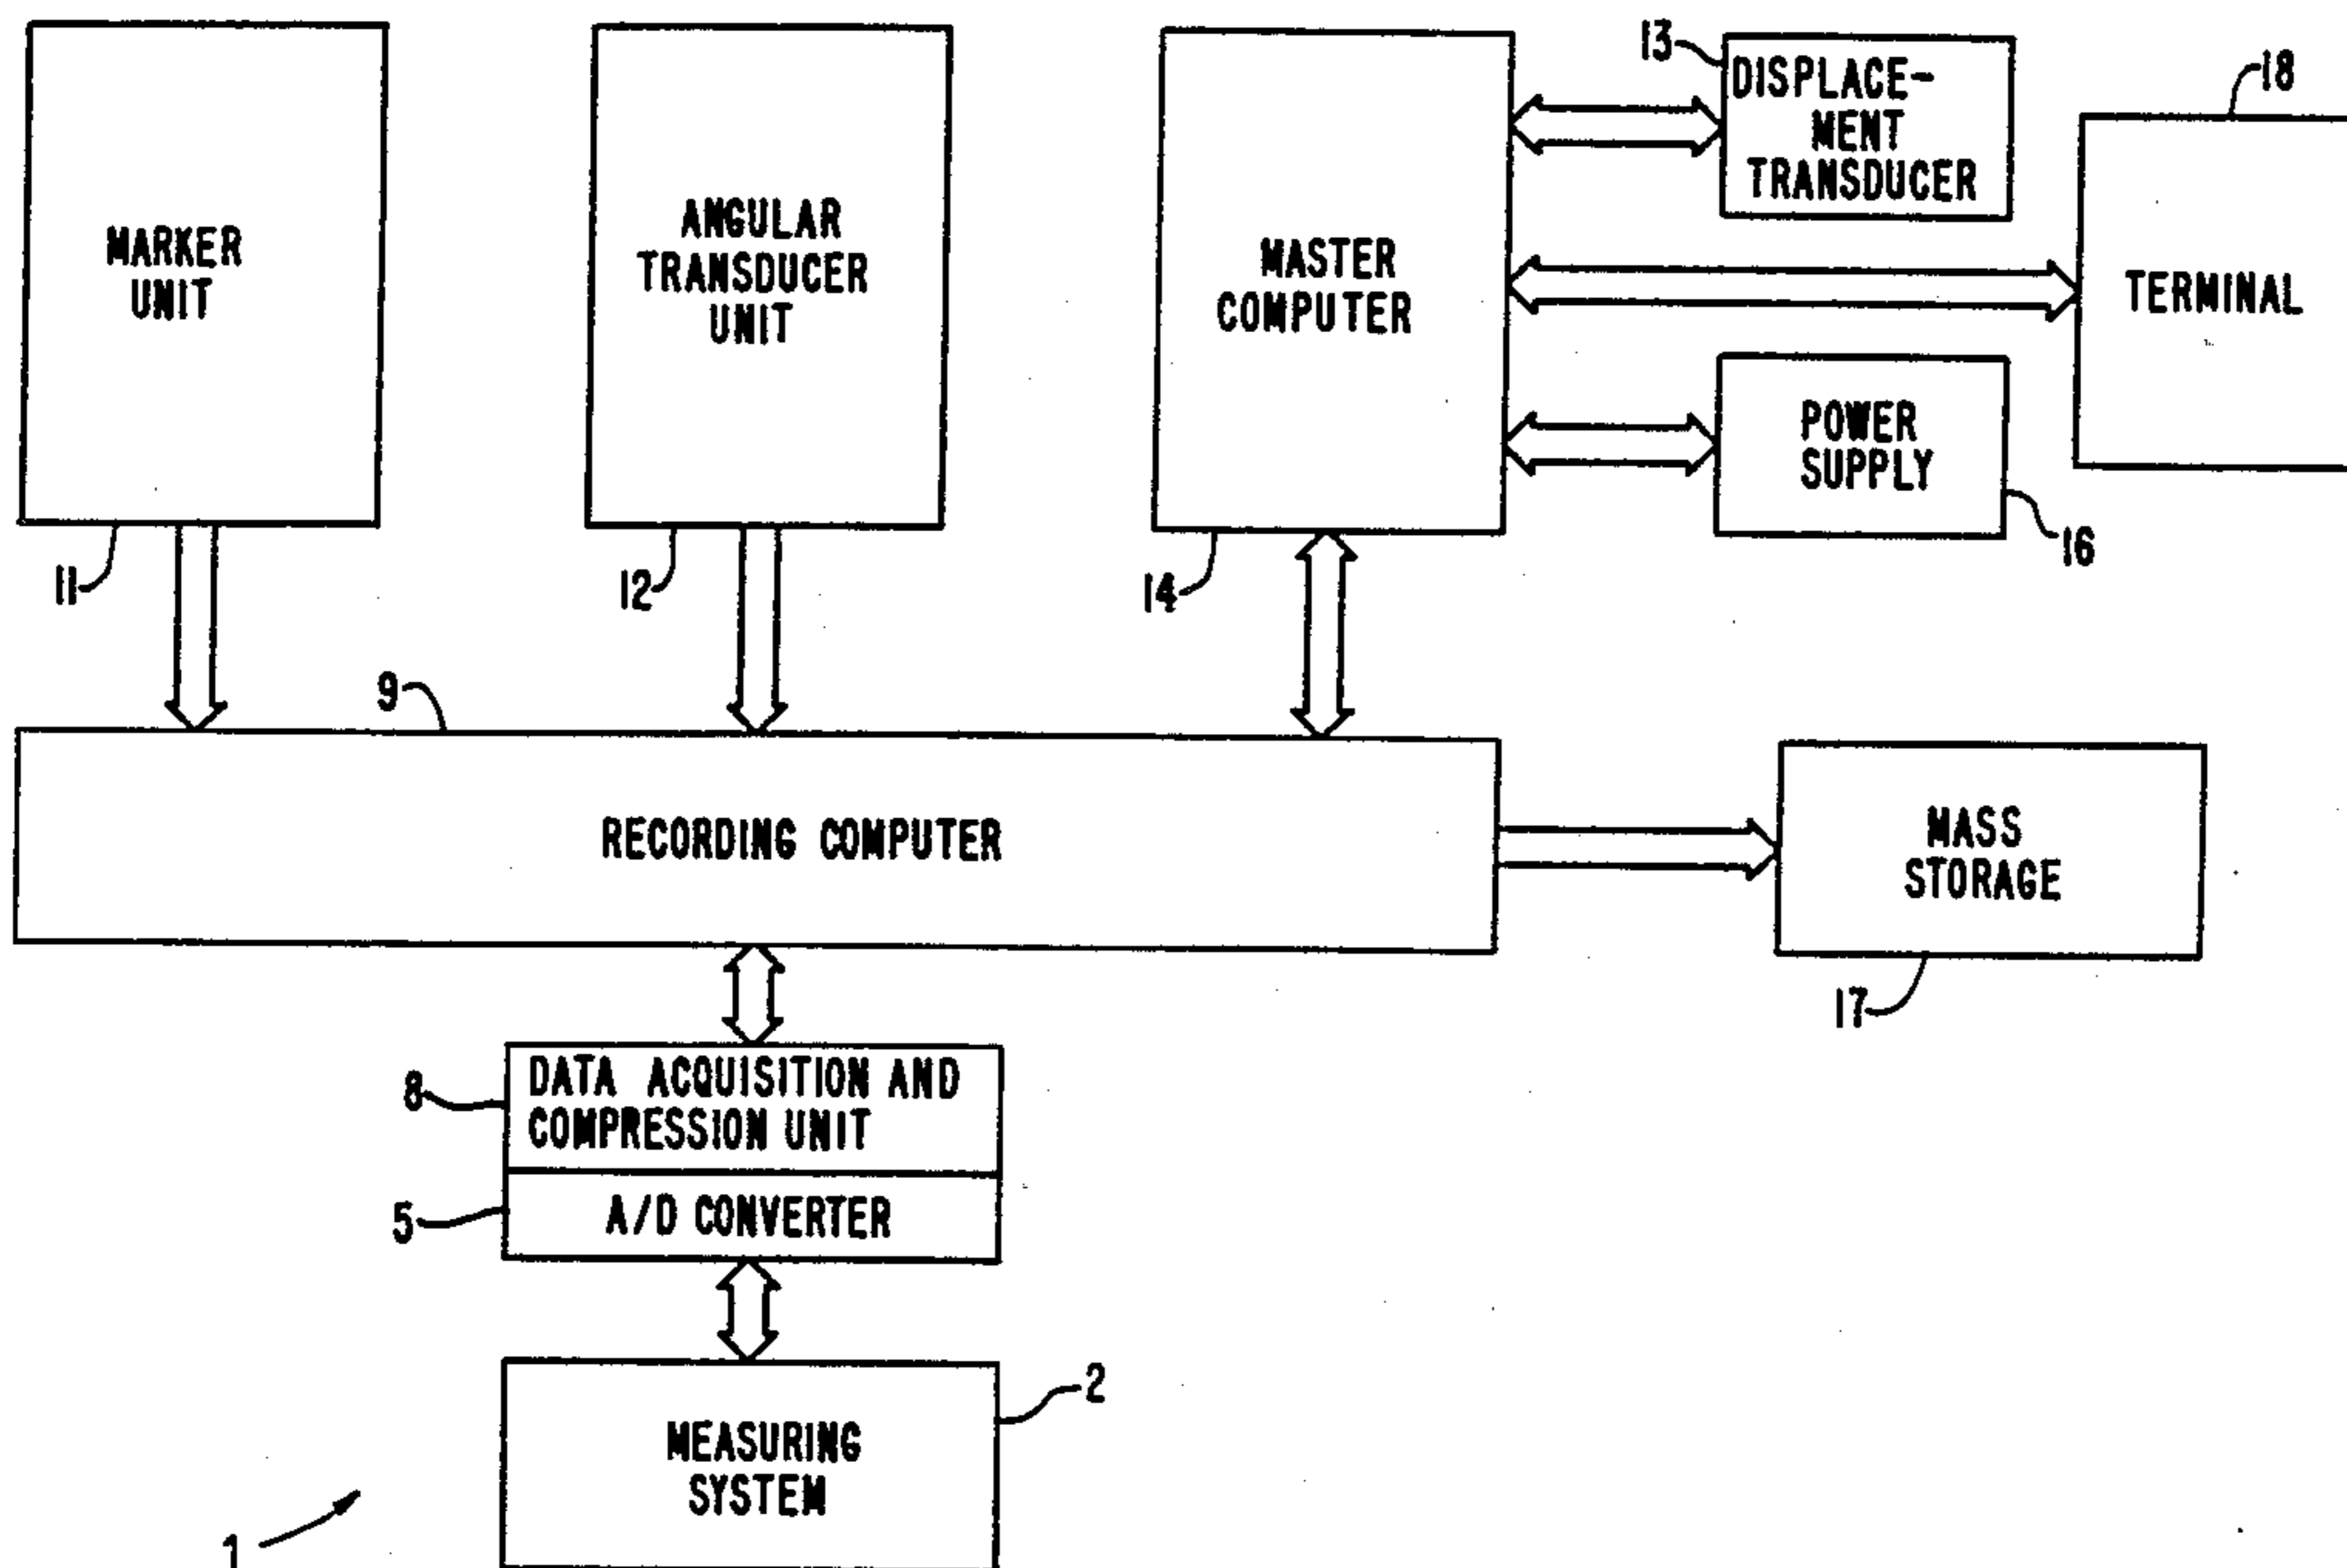 MARKER
UNIT
11
ANGULAR
TRANSDUCER
UNIT
12
MASTER
COMPUTER
14
13
DISPLACE-
MENT
TRANSDUCER
18
TERMINAL
POWER
SUPPLY
16
9
RECORDING COMPUTER
MASS
STORAGE
17
8
DATA ACQUISITION AND
COMPRESSION UNIT
5
A/D CONVERTER
2
MEASURING
SYSTEM
1